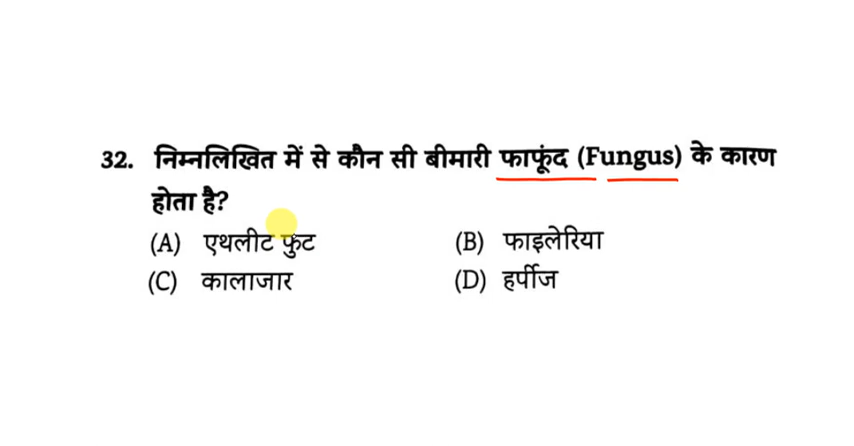 32. निम्नलिखित में से कौन सी बीमारी फाफूंद (Fungus) के कारण
होता है?
(A) एथलीट फुट (B) फाइलेरिया
(C) कालाजार (D) हर्पीज